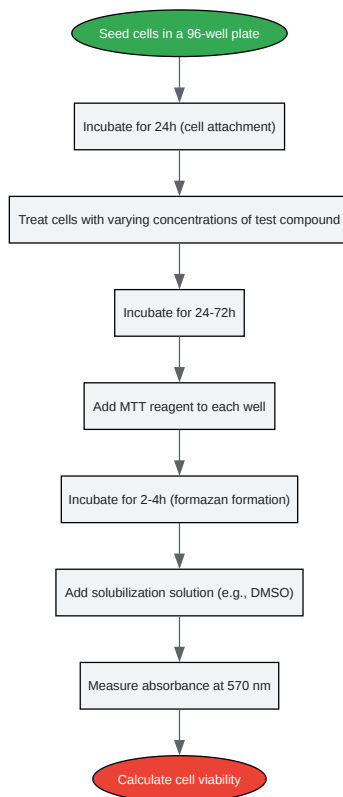 Seed cells in a 96-well plate
Incubate for 24h (cell attachment)
Treat cells with varying concentrations of test compound
Incubate for 24-72h
Add MTT reagent to each well
Incubate for 2-4h (formazan formation)
Add solubilization solution (e.g., DMSO)
Measure absorbance at 570 nm
Calculate cell viability